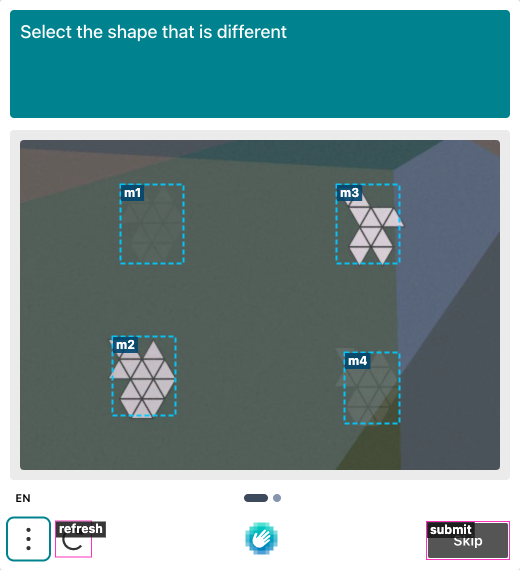 Select the shape that is different
m1
m3
m2
m4
EN
refresh
submit
Skip